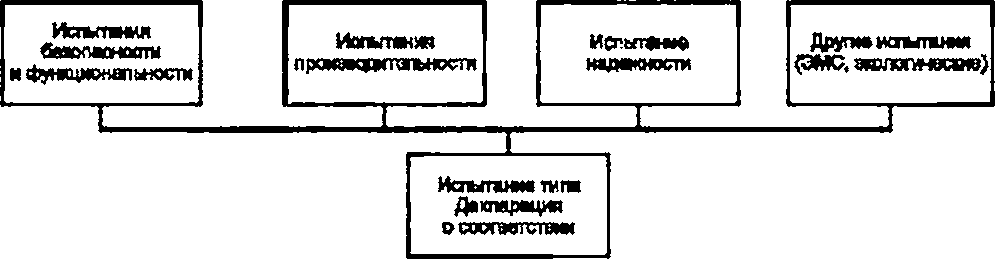 Испытания
безопасности
и функциональности
Испытания
производительности
Испытание
надежности
Другие испытания
(ЭМС, экологические)
Испытание типа
Декларация
о соответствии